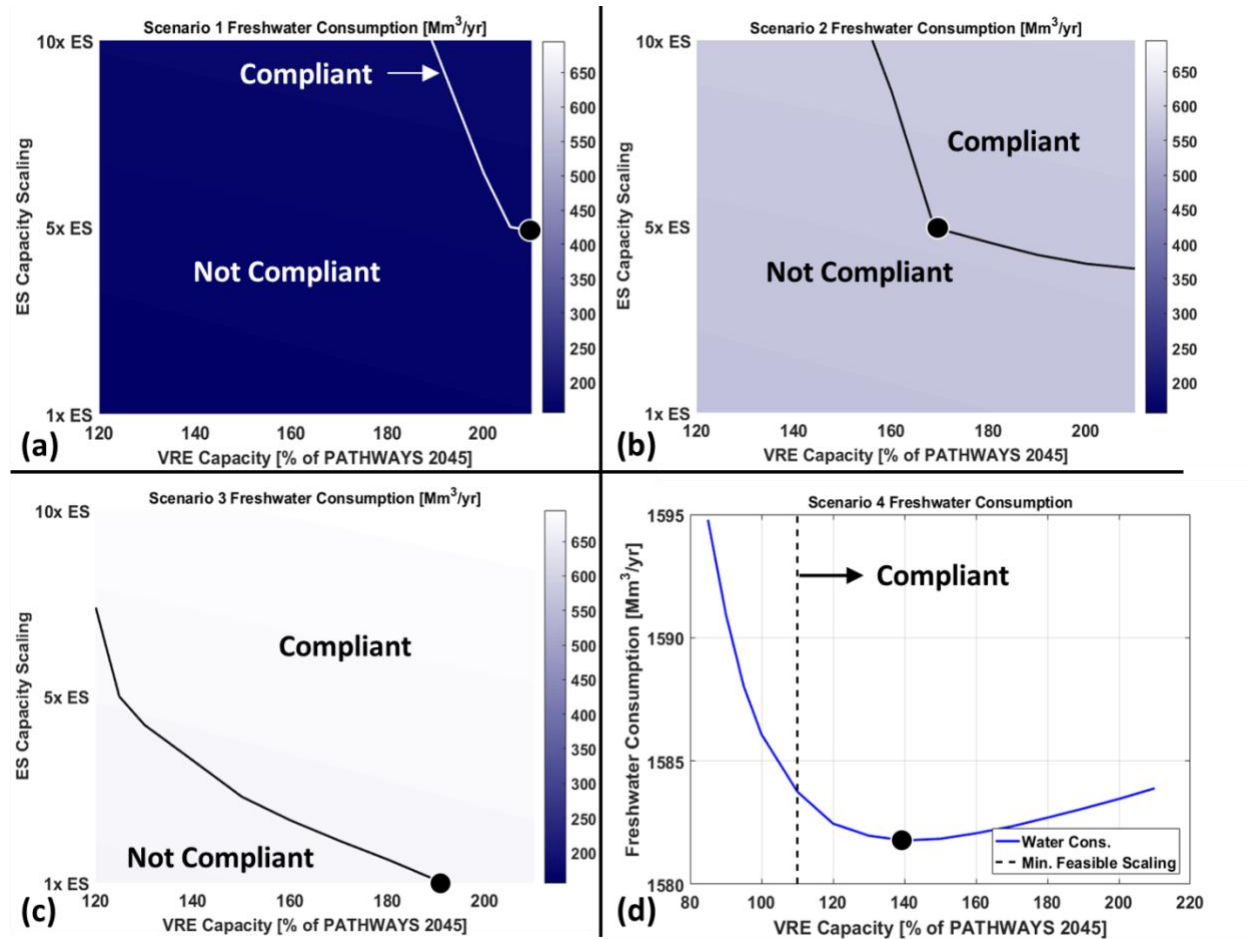 Scenario 1 Freshwater Consumption [Mm³/yr]
10x ES
5x ES
1x ES
ES Capacity Scaling
Compliant
Not Compliant
650
600
550
500
450
400
350
300
250
200
120 140 160 180 200
VRE Capacity [% of PATHWAYS 2045]
(a)
Scenario 2 Freshwater Consumption [Mm³/yr]
10x ES
5x ES
1x ES
ES Capacity Scaling
Compliant
Not Compliant
650
600
550
500
450
400
350
300
250
200
120 140 160 180 200
VRE Capacity [% of PATHWAYS 2045]
(b)
Scenario 3 Freshwater Consumption [Mm³/yr]
10x ES
5x ES
1x ES
ES Capacity Scaling
Compliant
Not Compliant
650
600
550
500
450
400
350
300
250
200
120 140 160 180 200
VRE Capacity [% of PATHWAYS 2045]
(c)
Scenario 4 Freshwater Consumption
1595
1590
1585
1580
Freshwater Consumption [Mm³/yr]
Compliant
Water Cons.
Min. Feasible Scaling
80 100 120 140 160 180 200 220
VRE Capacity [% of PATHWAYS 2045]
(d)